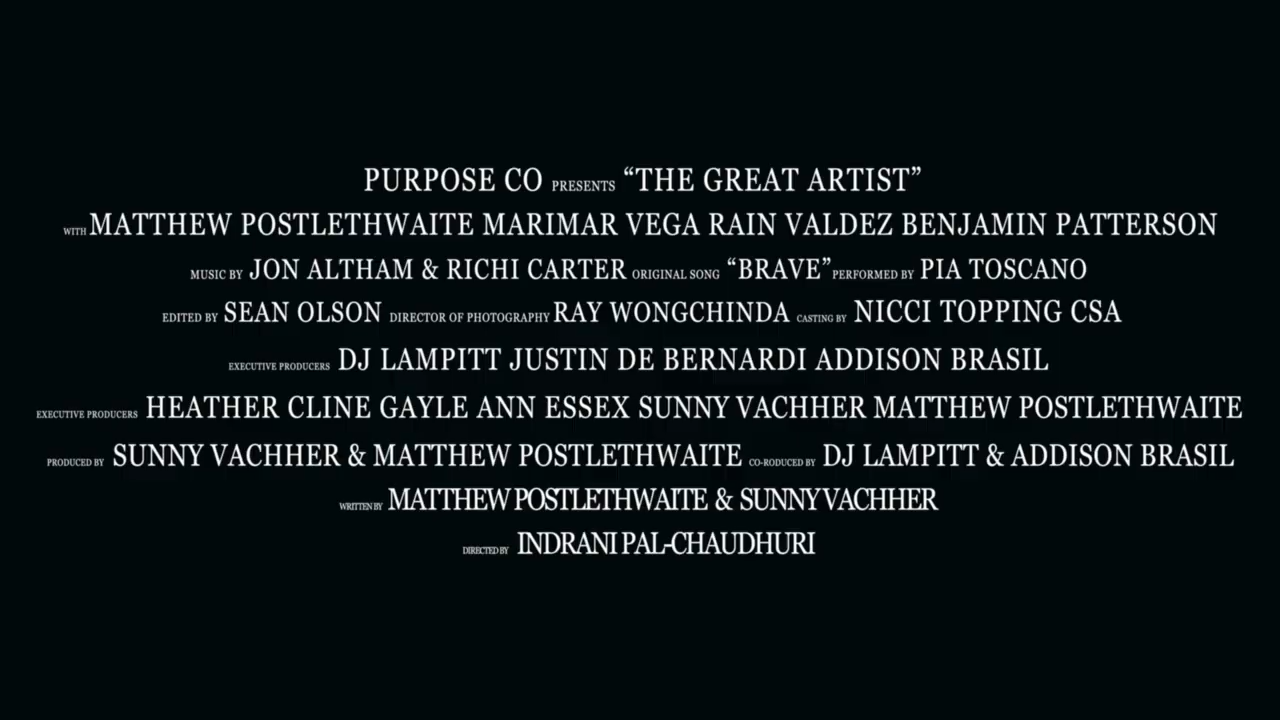 PURPOSE CO PRESENTS “THE GREAT ARTIST”
WITH MATTHEW POSTLETHWAITE MARIMAR VEGA RAIN VALDEZ BENJAMIN PATTERSON
MUSIC BY JON ALTHAM & RICHI CARTER ORIGINAL SONG “BRAVE” PERFORMED BY PIA TOSCANO
EDITED BY SEAN OLSON DIRECTOR OF PHOTOGRAPHY RAY WONGCHINDA CASTING BY NICCI TOPPING CSA
EXECUTIVE PRODUCERS DJ LAMPITT JUSTIN DE BERNARDI ADDISON BRASIL
EXECUTIVE PRODUCERS HEATHER CLINE GAYLE ANN ESSEX SUNNY VACHHER MATTHEW POSTLETHWAITE
PRODUCED BY SUNNY VACHHER & MATTHEW POSTLETHWAITE CO-RODUCED BY DJ LAMPITT & ADDISON BRASIL
WRITTEN BY MATTHEW POSTLETHWAITE & SUNNY VACHHER
DIRECTED BY INDRANI PAL-CHAUDHURI